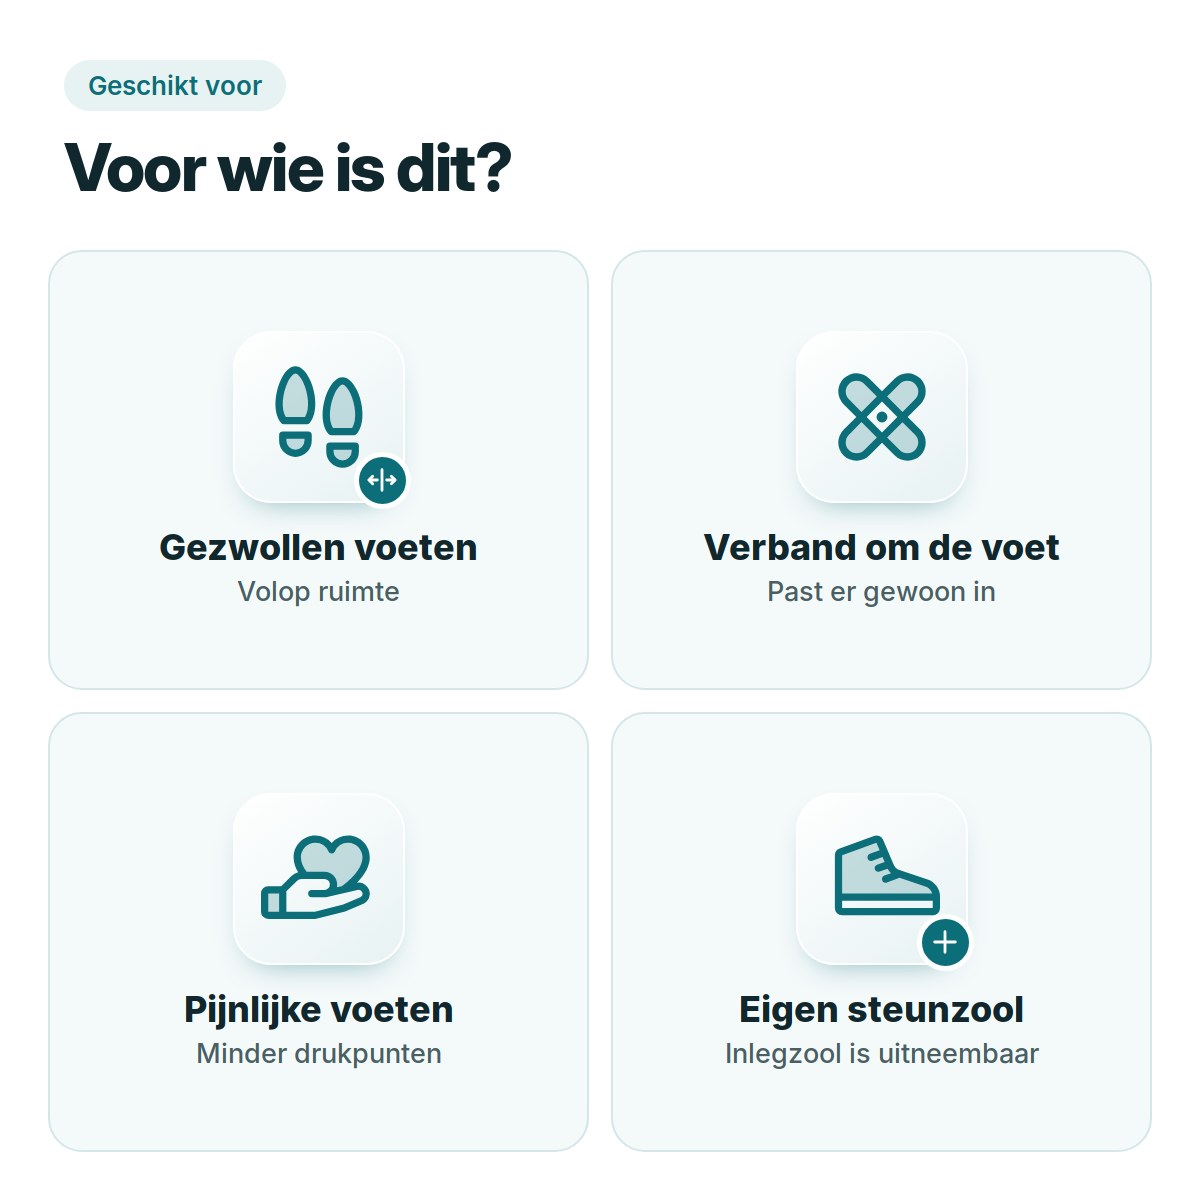 Geschikt voor
Voor wie is dit?
Gezwollen voeten
Volop ruimte
Verband om de voet
Past er gewoon in
Pijnlijke voeten
Minder drukpunten
Eigen steunzool
Inlegzool is uitneembaar